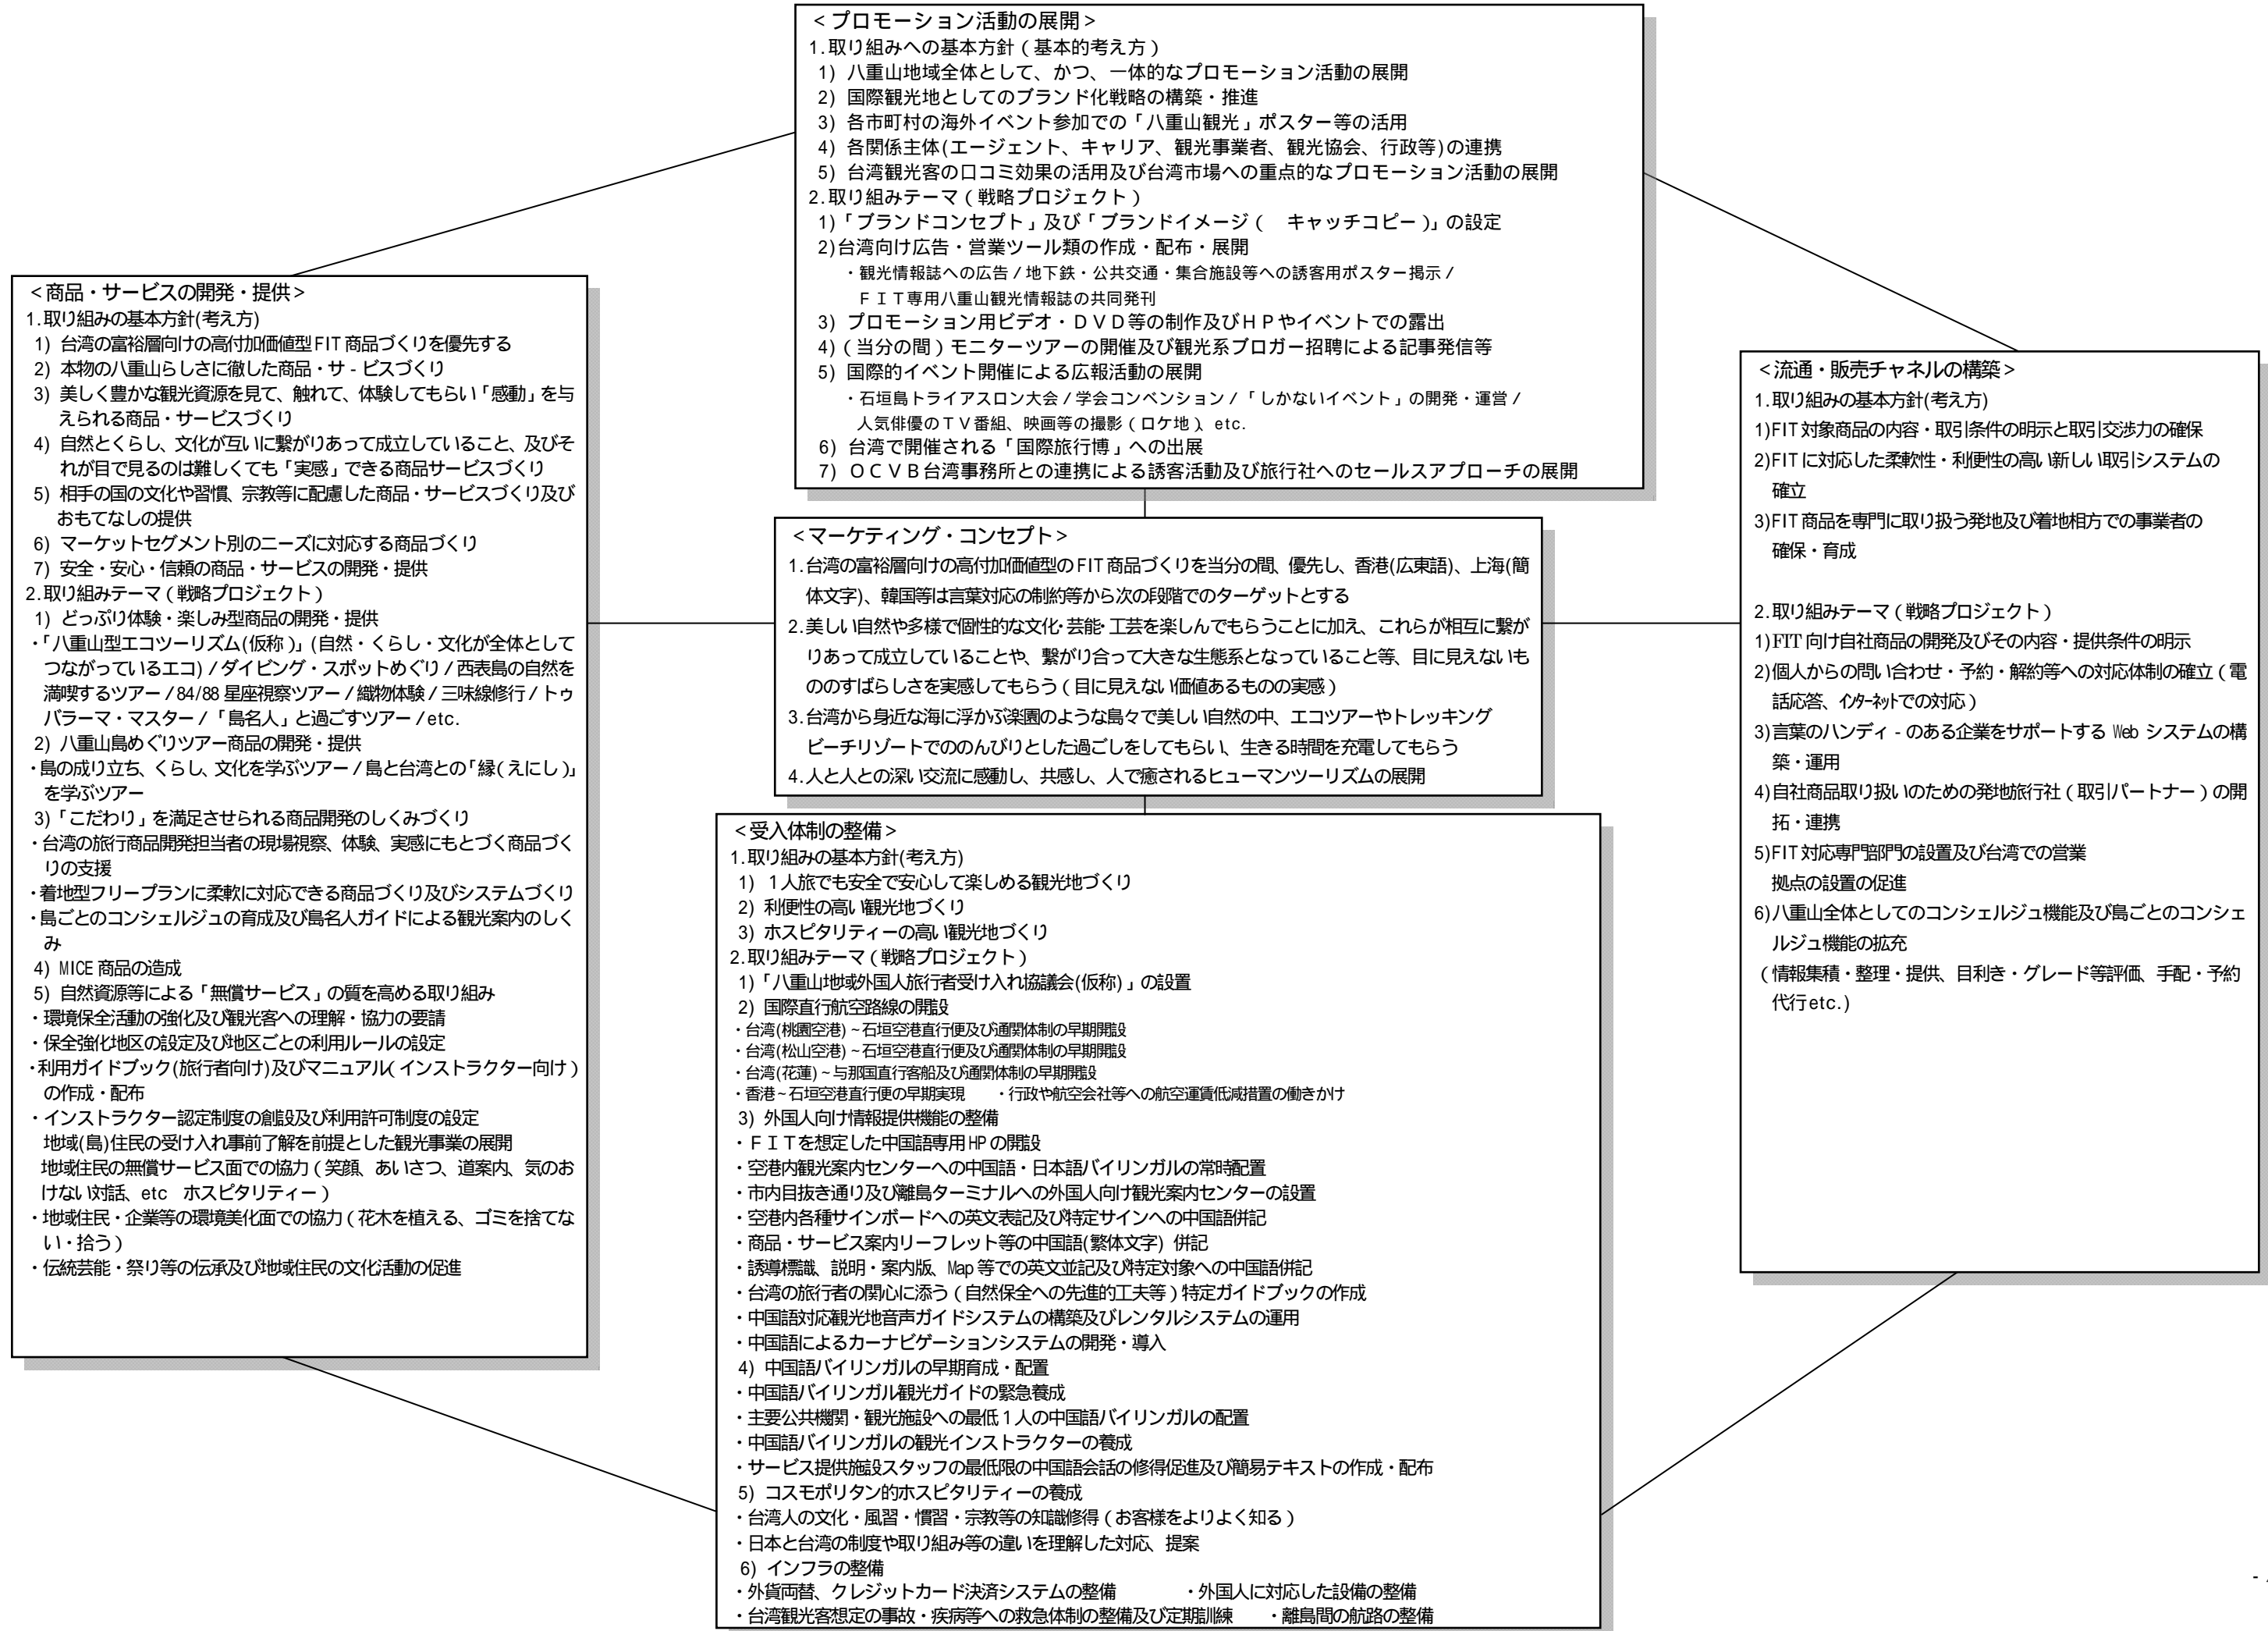 <プロモーション活動の展開>
1.取り組みへの基本方針(基本的考え方)
1) 八重山地域全体として、かつ、一体的なプロモーション活動の展開
2) 国際観光地としてのブランド化戦略の構築・推進
3) 各市町村の海外イベント参加での「八重山観光」ポスター等の活用
4) 各関係主体(エージェント、キャリア、観光事業者、観光協会、行政等)の連携
5) 台湾観光客の口コミ効果の活用及び台湾市場への重点的なプロモーション活動の展開
2.取り組みテーマ(戦略プロジェクト)
1)「ブランドコンセプト」及び「ブランドイメージ( キャッチコピー)」の設定
2)台湾向け広告・営業ツール類の作成・配布・展開
・観光情報誌への広告/地下鉄・公共交通・集合施設等への誘客用ポスター掲示/
FIT専用八重山観光情報誌の共同発刊
3) プロモーション用ビデオ・DVD等の制作及びHPやイベントでの露出
4)(当分の間)モニターツアーの開催及び観光系ブロガー招聘による記事発信等
5) 国際的イベント開催による広報活動の展開
・石垣島トライアスロン大会/学会コンベンション/「しかないイベント」の開発・運営/
人気俳優のTV番組、映画等の撮影(ロケ地)、etc.
6) 台湾で開催される「国際旅行博」への出展
7) OCVB台湾事務所との連携による誘客活動及び旅行社へのセールスアプローチの展開
<商品・サービスの開発・提供>
1.取り組みの基本方針(考え方)
1) 台湾の富裕層向けの高付加価値型FIT商品づくりを優先する
2) 本物の八重山らしさに徹した商品・サ-ビスづくり
3) 美しく豊かな観光資源を見て、触れて、体験してもらい「感動」を与
えられる商品・サービスづくり
4) 自然とくらし、文化が互いに繋がりあって成立していること、及びそ
れが目で見るのは難しくても「実感」できる商品サービスづくり
5) 相手の国の文化や習慣、宗教等に配慮した商品・サービスづくり及び
おもてなしの提供
6) マーケットセグメント別のニーズに対応する商品づくり
7) 安全・安心・信頼の商品・サービスの開発・提供
2.取り組みテーマ(戦略プロジェクト)
1) どっぷり体験・楽しみ型商品の開発・提供
・「八重山型エコツーリズム(仮称)」(自然・くらし・文化が全体として
つながっているエコ)/ダイビング・スポットめぐり/西表島の自然を
満喫するツアー/84/88星座視察ツアー/織物体験/三味線修行/トゥ
バラーマ・マスター/「島名人」と過ごすツアー/etc.
2) 八重山島めぐりツアー商品の開発・提供
・島の成り立ち、くらし、文化を学ぶツアー/島と台湾との「縁(えにし)」
を学ぶツアー
3)「こだわり」を満足させられる商品開発のしくみづくり
・台湾の旅行商品開発担当者の現場視察、体験、実感にもとづく商品づく
りの支援
・着地型フリープランに柔軟に対応できる商品づくり及びシステムづくり
・島ごとのコンシェルジュの育成及び島名人ガイドによる観光案内のしく
み
4) MICE商品の造成
5) 自然資源等による「無償サービス」の質を高める取り組み
・環境保全活動の強化及び観光客への理解・協力の要請
・保全強化地区の設定及び地区ごとの利用ルールの設定
・利用ガイドブック(旅行者向け)及びマニュアル(インストラクター向け)
の作成・配布
・インストラクター認定制度の創設及び利用許可制度の設定
地域(島)住民の受け入れ事前了解を前提とした観光事業の展開
地域住民の無償サービス面での協力(笑顔、あいさつ、道案内、気のお
けない対話、etc ホスピタリティー)
・地域住民・企業等の環境美化面での協力(花木を植える、ゴミを捨てな
い・拾う)
・伝統芸能・祭り等の伝承及び地域住民の文化活動の促進
<マーケティング・コンセプト>
1.台湾の富裕層向けの高付加価値型のFIT商品づくりを当分の間、優先し、香港(広東語)、上海(簡
体文字)、韓国等は言葉対応の制約等から次の段階でのターゲットとする
2.美しい自然や多様で個性的な文化・芸能・工芸を楽しんでもらうことに加え、これらが相互に繋が
りあって成立していることや、繋がり合って大きな生態系となっていること等、目に見えないも
ののすばらしさを実感してもらう(目に見えない価値あるものの実感)
3.台湾から身近な海に浮かぶ楽園のような島々で美しい自然の中、エコツアーやトレッキング
ビーチリゾートでののんびりとした過ごしをしてもらい、生きる時間を充電してもらう
4.人と人との深い交流に感動し、共感し、人で癒されるヒューマンツーリズムの展開
<流通・販売チャネルの構築>
1.取り組みの基本方針(考え方)
1)FIT対象商品の内容・取引条件の明示と取引交渉力の確保
2)FITに対応した柔軟性・利便性の高い新しい取引システムの
確立
3)FIT商品を専門に取り扱う発地及び着地相方での事業者の
確保・育成
2.取り組みテーマ(戦略プロジェクト)
1)FIT向け自社商品の開発及びその内容・提供条件の明示
2)個人からの問い合わせ・予約・解約等への対応体制の確立(電
話応答、インターネットでの対応)
3)言葉のハンディ-のある企業をサポートする Web システムの構
築・運用
4)自社商品取り扱いのための発地旅行社(取引パートナー)の開
拓・連携
5)FIT対応専門部門の設置及び台湾での営業
拠点の設置の促進
6)八重山全体としてのコンシェルジュ機能及び島ごとのコンシェ
ルジュ機能の拡充
(情報集積・整理・提供、目利き・グレード等評価、手配・予約
代行etc.)
<受入体制の整備>
1.取り組みの基本方針(考え方)
1) 1人旅でも安全で安心して楽しめる観光地づくり
2) 利便性の高い観光地づくり
3) ホスピタリティーの高い観光地づくり
2.取り組みテーマ(戦略プロジェクト)
1)「八重山地域外国人旅行者受け入れ協議会(仮称)」の設置
2) 国際直行航空路線の開設
・台湾(桃園空港)~石垣空港直行便及び通関体制の早期開設
・台湾(松山空港)~石垣空港直行便及び通関体制の早期開設
・台湾(花蓮)~与那国直行客船及び通関体制の早期開設
・香港~石垣空港直行便の早期実現 ・行政や航空会社等への航空運賃低減措置の働きかけ
3) 外国人向け情報提供機能の整備
・FITを想定した中国語専用HPの開設
・空港内観光案内センターへの中国語・日本語バイリンガルの常時配置
・市内目抜き通り及び離島ターミナルへの外国人向け観光案内センターの設置
・空港内各種サインボードへの英文表記及び特定サインへの中国語併記
・商品・サービス案内リーフレット等の中国語(繁体文字) 併記
・誘導標識、説明・案内版、Map等での英文並記及び特定対象への中国語併記
・台湾の旅行者の関心に添う(自然保全への先進的工夫等)特定ガイドブックの作成
・中国語対応観光地音声ガイドシステムの構築及びレンタルシステムの運用
・中国語によるカーナビゲーションシステムの開発・導入
4) 中国語バイリンガルの早期育成・配置
・中国語バイリンガル観光ガイドの緊急養成
・主要公共機関・観光施設への最低1人の中国語バイリンガルの配置
・中国語バイリンガルの観光インストラクターの養成
・サービス提供施設スタッフの最低限の中国語会話の修得促進及び簡易テキストの作成・配布
5) コスモポリタン的ホスピタリティーの養成
・台湾人の文化・風習・慣習・宗教等の知識修得(お客様をよりよく知る)
・日本と台湾の制度や取り組み等の違いを理解した対応、提案
6) インフラの整備
・外貨両替、クレジットカード決済システムの整備 ・外国人に対応した設備の整備
・台湾観光客想定の事故・疾病等への救急体制の整備及び定期訓練 ・離島間の航路の整備